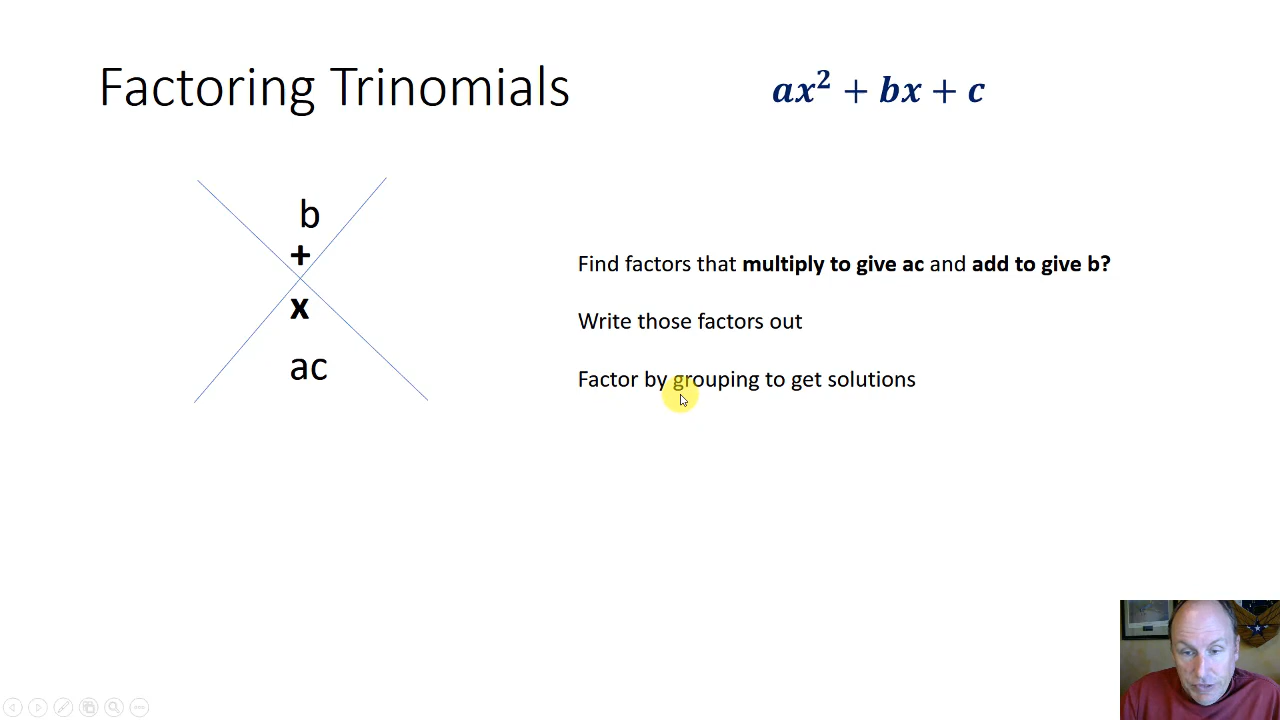 Factoring Trinomials
ax² + bx + c
b
+
x
ac
Find factors that multiply to give ac and add to give b?
Write those factors out
Factor by grouping to get solutions